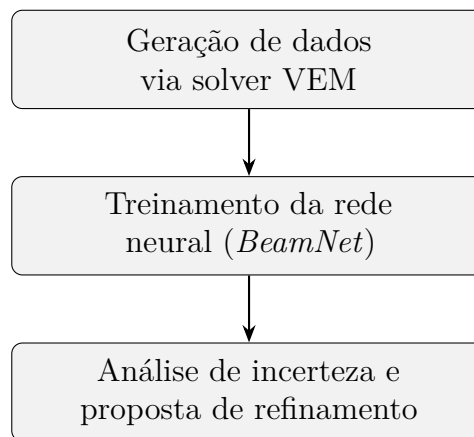 Geração de dados
via solver VEM
Treinamento da rede
neural (BeamNet)
Análise de incerteza e
proposta de refinamento